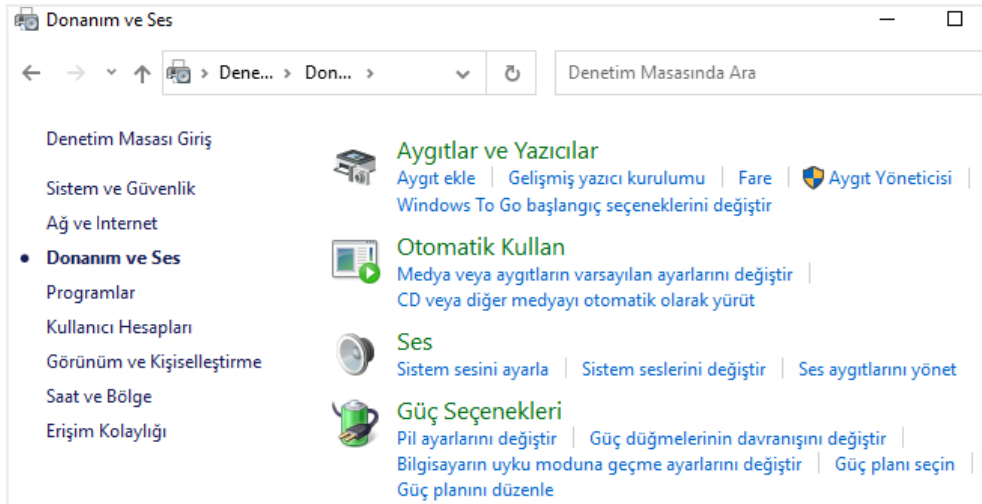 Donanım ve Ses
Dene... Don... Denetim Masasında Ara
Denetim Masası Giriş
Sistem ve Güvenlik
Ağ ve Internet
Donanım ve Ses
Programlar
Kullanıcı Hesapları
Görünüm ve Kişiselleştirme
Saat ve Bölge
Erişim Kolaylığı
Aygıtlar ve Yazıcılar
Aygıt ekle Gelişmiş yazıcı kurulumu Fare Aygıt Yöneticisi
Windows To Go başlangıç seçeneklerini değiştir
Otomatik Kullan
Medya veya aygıtların varsayılan ayarlarını değiştir
CD veya diğer medyayı otomatik olarak yürüt
Ses
Sistem sesini ayarla Sistem seslerini değiştir Ses aygıtlarını yönet
Güç Seçenekleri
Pil ayarlarını değiştir Güç düğmelerinin davranışını değiştir
Bilgisayarın uyku moduna geçme ayarlarını değiştir Güç planı seçin
Güç planını düzenle